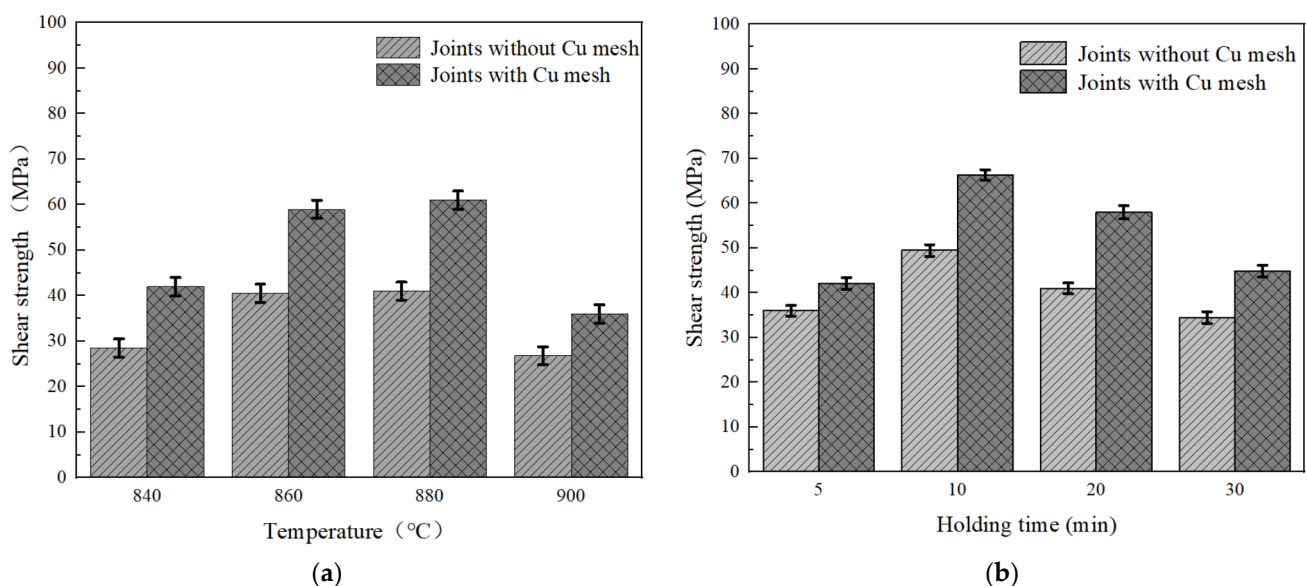 100
90
80
70
60
50
40
30
20
10
0
Shear strength（MPa）
Joints without Cu mesh
Joints with Cu mesh
840 860 880 900
Temperature（°C）
(a)
100
90
80
70
60
50
40
30
20
10
0
Shear strength (MPa)
Joints without Cu mesh
Joints with Cu mesh
5 10 20 30
Holding time (min)
(b)